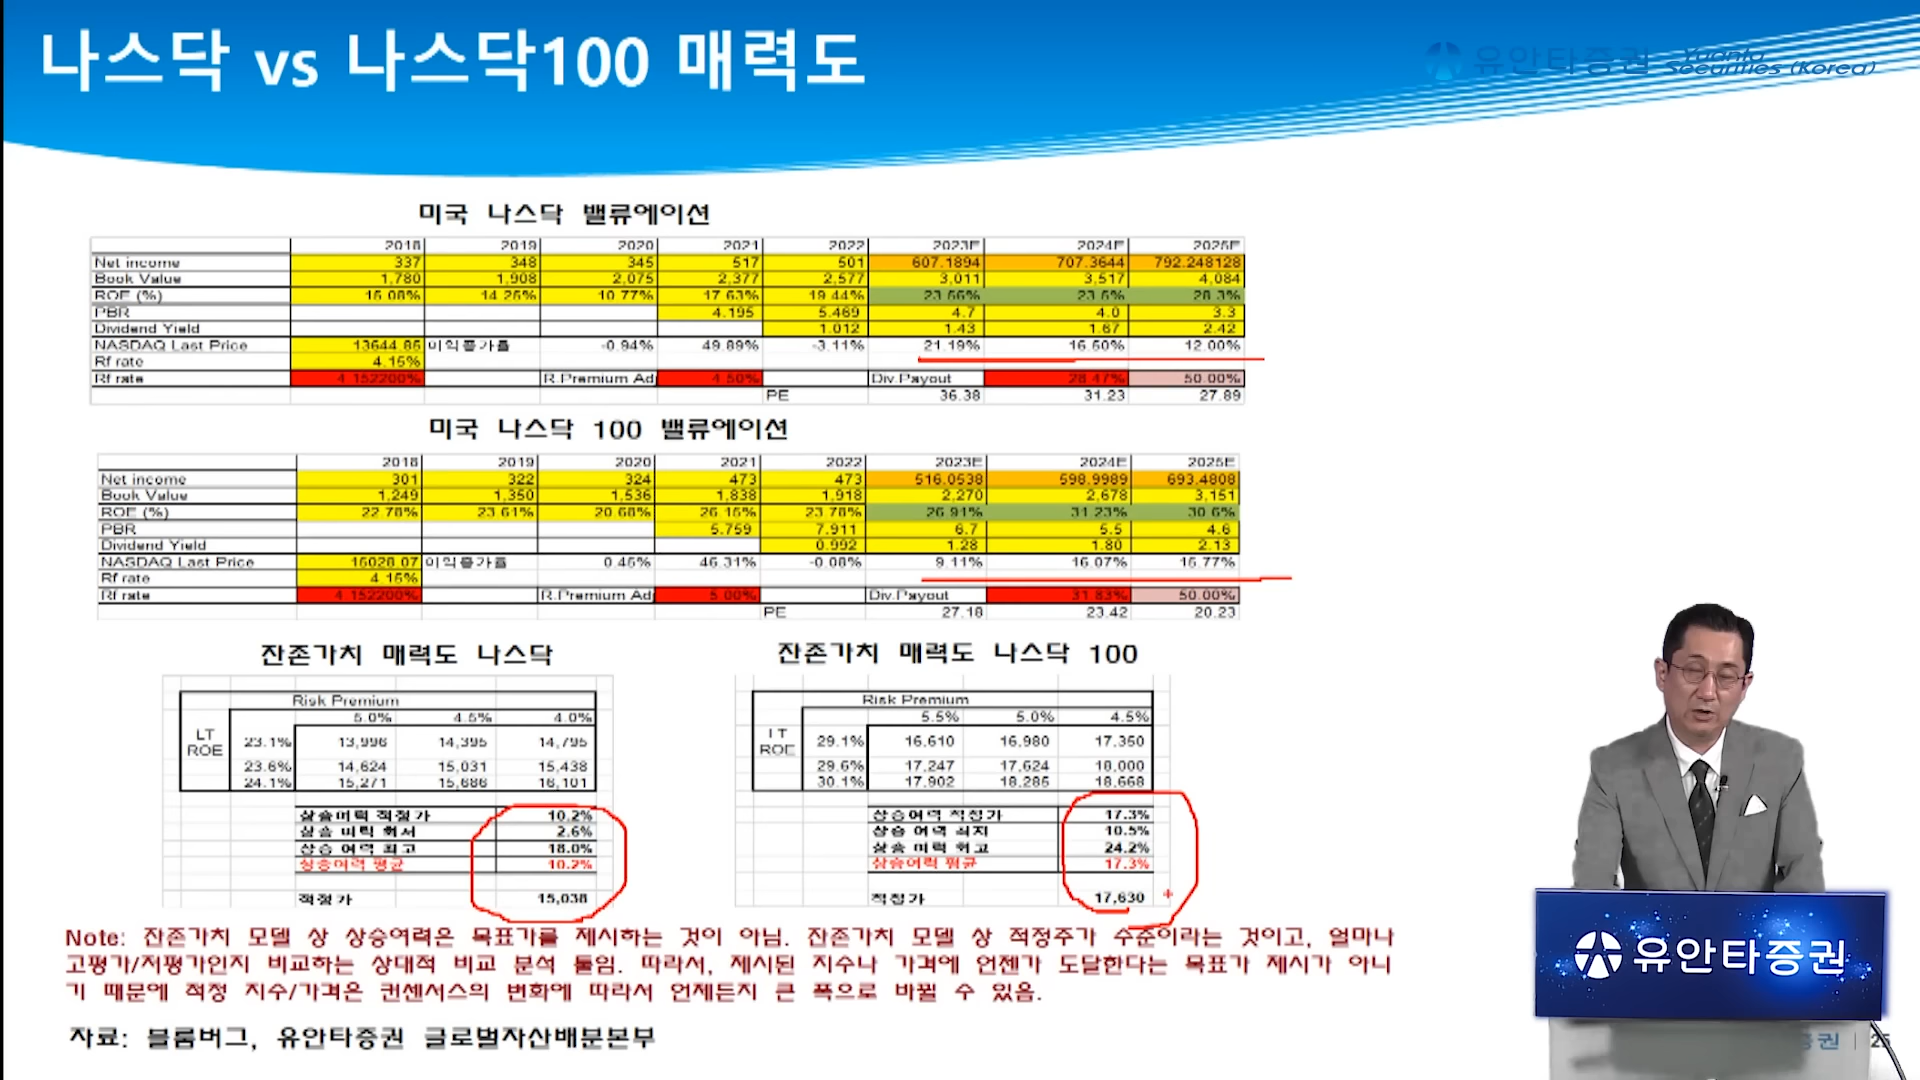 나스닥 vs 나스닥100 매력도
유안타증권 Yuanta Securities (Korea)
미국 나스닥 밸류에이션
2018 2019 2020 2021 2022 2023E 2024E 2025E
Net income 337 348 345 517 501 607.1894 707.3644 792.248128
Book Value 1,780 1,908 2,075 2,377 2,577 3,011 3,517 4,084
ROE (%) 15.08% 14.25% 10.77% 17.63% 19.44% 23.56% 23.6% 28.3%
PBR 4.195 5.469 4.7 4.0 3.3
Dividend Yield 1.012 1.43 1.67 2.42
NASDAQ Last Price 13644.85 이익증가율 -0.94% 49.89% -3.11% 21.19% 16.50% 12.00%
Rf rate 4.15%
Rf rate 4.152200% R.Premium Ad 4.50% Div.Payout 28.47% 50.00%
PE 36.38 31.23 27.89
미국 나스닥 100 밸류에이션
2018 2019 2020 2021 2022 2023E 2024E 2025E
Net income 301 322 324 473 473 516.0538 598.9989 693.4808
Book Value 1,249 1,350 1,536 1,838 1,918 2,270 2,678 3,151
ROE (%) 22.78% 23.61% 20.68% 26.15% 23.78% 26.91% 31.23% 30.6%
PBR 5.759 7.911 6.7 5.5 4.6
Dividend Yield 0.992 1.28 1.80 2.13
NASDAQ Last Price 15028.07 이익증가율 0.45% 46.31% -0.08% 9.11% 16.07% 15.77%
Rf rate 4.15%
Rf rate 4.152200% R.Premium Ad 5.00% Div.Payout 31.83% 50.00%
PE 27.18 23.42 20.23
잔존가치 매력도 나스닥
Risk Premium
5.0% 4.5% 4.0%
LT ROE
23.1% 13,996 14,395 14,795
23.6% 14,624 15,031 15,438
24.1% 15,271 15,686 16,101
상승여력 적정가 10.2%
상승 여력 최저 2.6%
상승 여력 최고 18.0%
상승여력 평균 10.2%
적정가 15,038
잔존가치 매력도 나스닥 100
Risk Premium
5.5% 5.0% 4.5%
LT ROE
29.1% 16,610 16,980 17,350
29.6% 17,247 17,624 18,000
30.1% 17,902 18,285 18,668
상승여력 적정가 17.3%
상승 여력 최저 10.5%
상승 여력 최고 24.2%
상승여력 평균 17.3%
적정가 17,630
Note: 잔존가치 모델 상 상승여력은 목표가를 제시하는 것이 아님. 잔존가치 모델 상 적정주가 수준이라는 것이고, 얼마나
고평가/저평가인지 비교하는 상대적 비교 분석 툴임. 따라서, 제시된 지수나 가격에 언젠가 도달한다는 목표가 제시가 아니
기 때문에 적정 지수/가격은 컨센서스의 변화에 따라서 언제든지 큰 폭으로 바뀔 수 있음.
자료: 블룸버그, 유안타증권 글로벌자산배분본부
유안타증권
증권 | 25